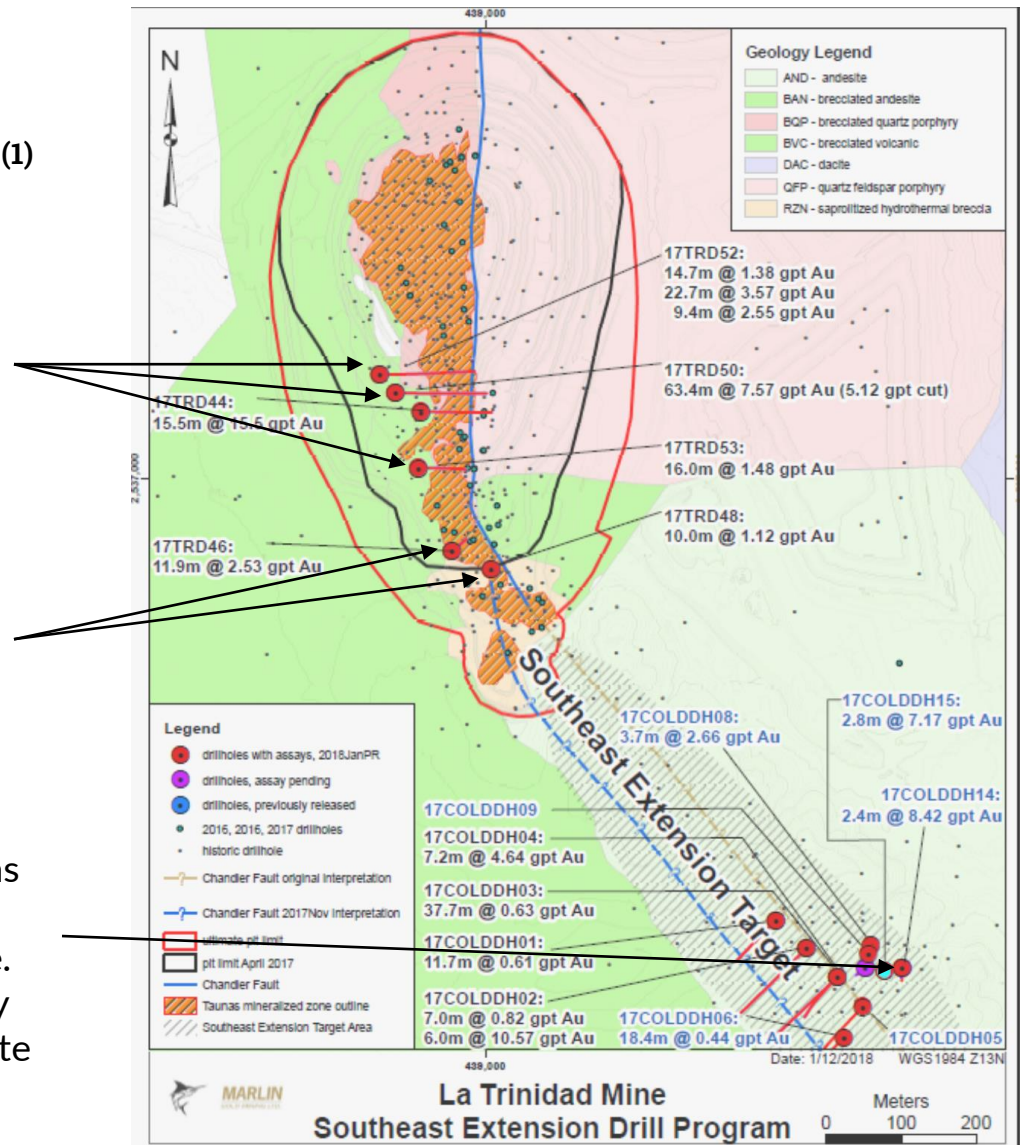 439,000
N
(1)
Geology Legend
AND - andesite
BAN - brecciated andesite
BQP - brecciated quartz porphyry
BVC - brecciated volcanic
DAC - dacite
QFP - quartz feldspar porphyry
RZN - saprolitized hydrothermal breccia
17TRD52:
14.7m @ 1.38 gpt Au
22.7m @ 3.57 gpt Au
9.4m @ 2.55 gpt Au
17TRD50:
63.4m @ 7.57 gpt Au (5.12 gpt cut)
17TRD44:
15.5m @ 15.5 gpt Au
17TRD53:
16.0m @ 1.48 gpt Au
2,537,000
17TRD48:
10.0m @ 1.12 gpt Au
17TRD46:
11.9m @ 2.53 gpt Au
Southeast Extension Target
17COLDDH15:
2.8m @ 7.17 gpt Au
17COLDDH08:
3.7m @ 2.66 gpt Au
17COLDDH14:
2.4m @ 8.42 gpt Au
17COLDDH09
17COLDDH04:
7.2m @ 4.64 gpt Au
17COLDDH03:
37.7m @ 0.63 gpt Au
17COLDDH01:
11.7m @ 0.61 gpt Au
17COLDDH02:
7.0m @ 0.82 gpt Au
6.0m @ 10.57 gpt Au
17COLDDH06:
18.4m @ 0.44 gpt Au
17COLDDH05
Legend
drillholes with assays, 2018JanPR
drillholes, assay pending
drillholes, previously released
2016, 2016, 2017 drillholes
historic drillhole
Chandler Fault original Interpretation
Chandler Fault 2017Nov Interpretation
ultimate pit limit
pit limit April 2017
Chandler Fault
Taunas mineralized zone outline
Southeast Extension Target Area
Date: 1/12/2018 WGS1984 Z13N
439,000
MARLIN
La Trinidad Mine
Southeast Extension Drill Program
Meters
0 100 200